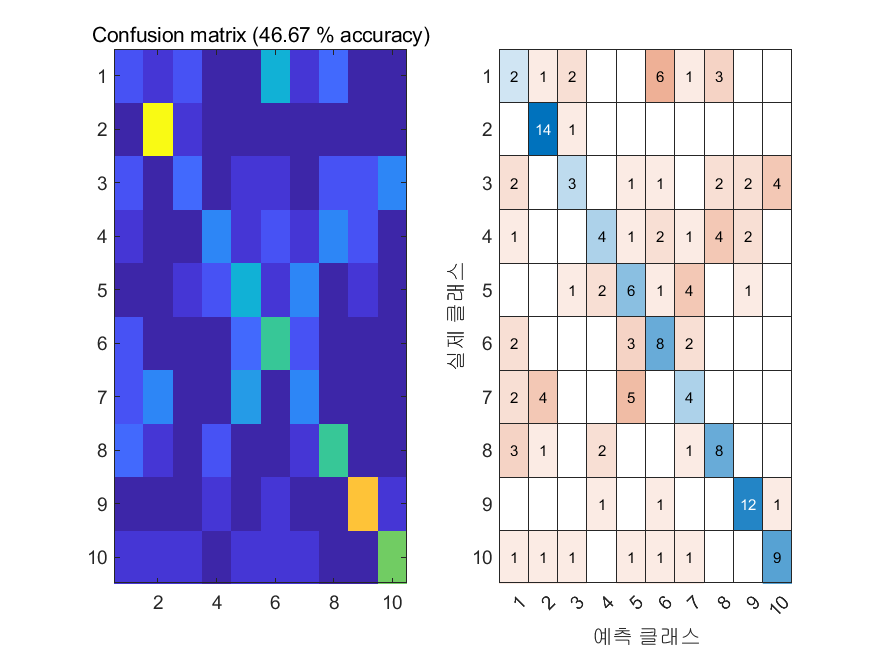 Confusion matrix (46.67 % accuracy)
1
2
3
4
5
6
7
8
9
10
2 4 6 8 10
실제 클래스
1 2 1 2 6 1 3
2 14 1
3 2 3 1 1 2 2 4
4 1 4 1 2 1 4 2
5 1 2 6 1 4 1
6 2 3 8 2
7 2 4 5 4
8 3 1 2 1 8
9 1 1 12 1
10 1 1 1 1 1 1 9
1 2 3 4 5 6 7 8 9 10
예측 클래스